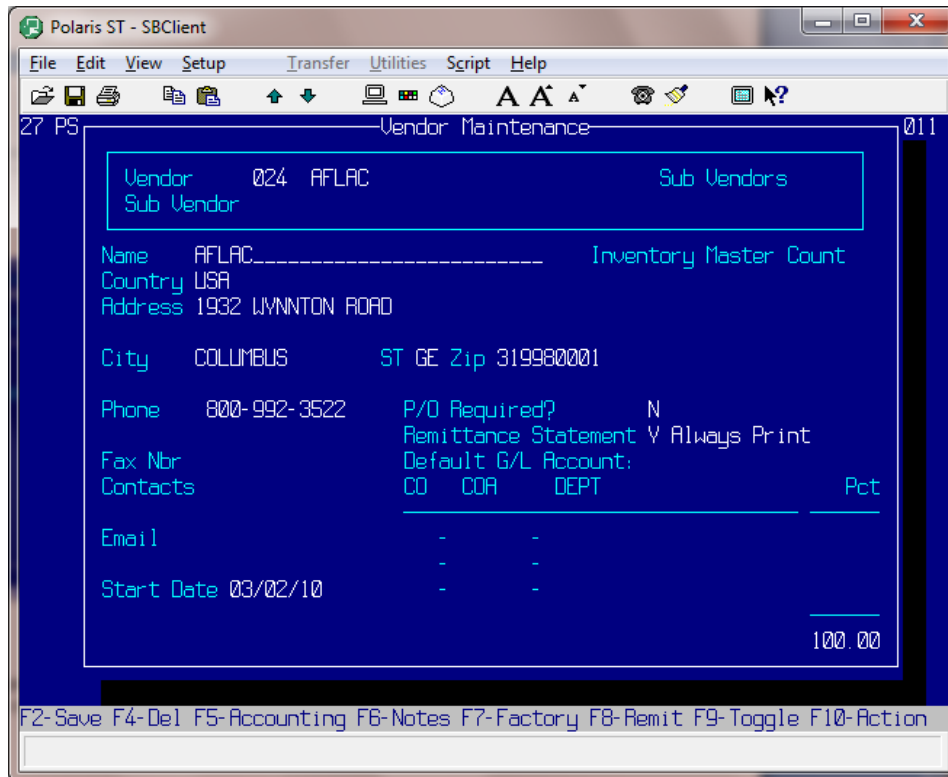 Polaris ST - SBClient
File Edit View Setup Transfer Utilities Script Help
A A A
27 PS Vendor Maintenance 011
Vendor 024 AFLAC Sub Vendors
Sub Vendor
Name AFLAC_________________________ Inventory Master Count
Country USA
Address 1932 WYNNTON ROAD
City COLUMBUS ST GE Zip 319980001
Phone 800-992-3522 P/O Required? N
Remittance Statement Y Always Print
Fax Nbr Default G/L Account:
Contacts CO COA DEPT Pct
Email - -
- -
Start Date 03/02/10 - -
100.00
F2-Save F4-Del F5-Accounting F6-Notes F7-Factory F8-Remit F9-Toggle F10-Action